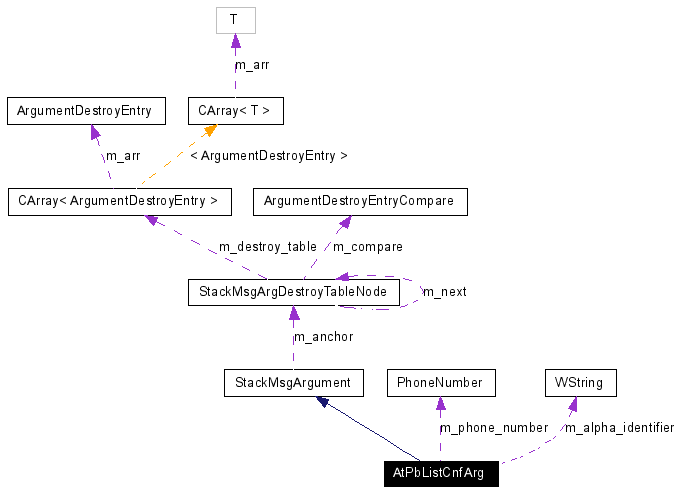 T
m_arr
ArgumentDestroyEntry
CArray< T >
m_arr
< ArgumentDestroyEntry >
CArray< ArgumentDestroyEntry >
ArgumentDestroyEntryCompare
m_destroy_table
m_compare
StackMsgArgDestroyTableNode
m_next
m_anchor
StackMsgArgument
PhoneNumber
WString
m_phone_number
m_alpha_identifier
AtPbListCnfArg